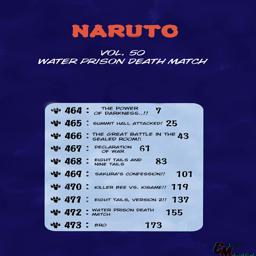 NARUTO
VOL. 50
WATER PRISON DEATH MATCH
464 : THE POWER OF DARKNESS..!! 7
465 : SUMMIT HALL ATTACKED! 25
466 : THE GREAT BATTLE IN THE SEALED ROOM!: 43
467 : DECLARATION OF WAR 61
468 : EIGHT TAILS AND NINE TAILS 83
469 : SAKURA'S CONFESSION!! 101
470 : KILLER BEE VS. KISAME!! 119
471 : EIGHT TAILS, VERSION 2!! 137
472 : WATER PRISON DEATH MATCH 155
473 : BRO 173